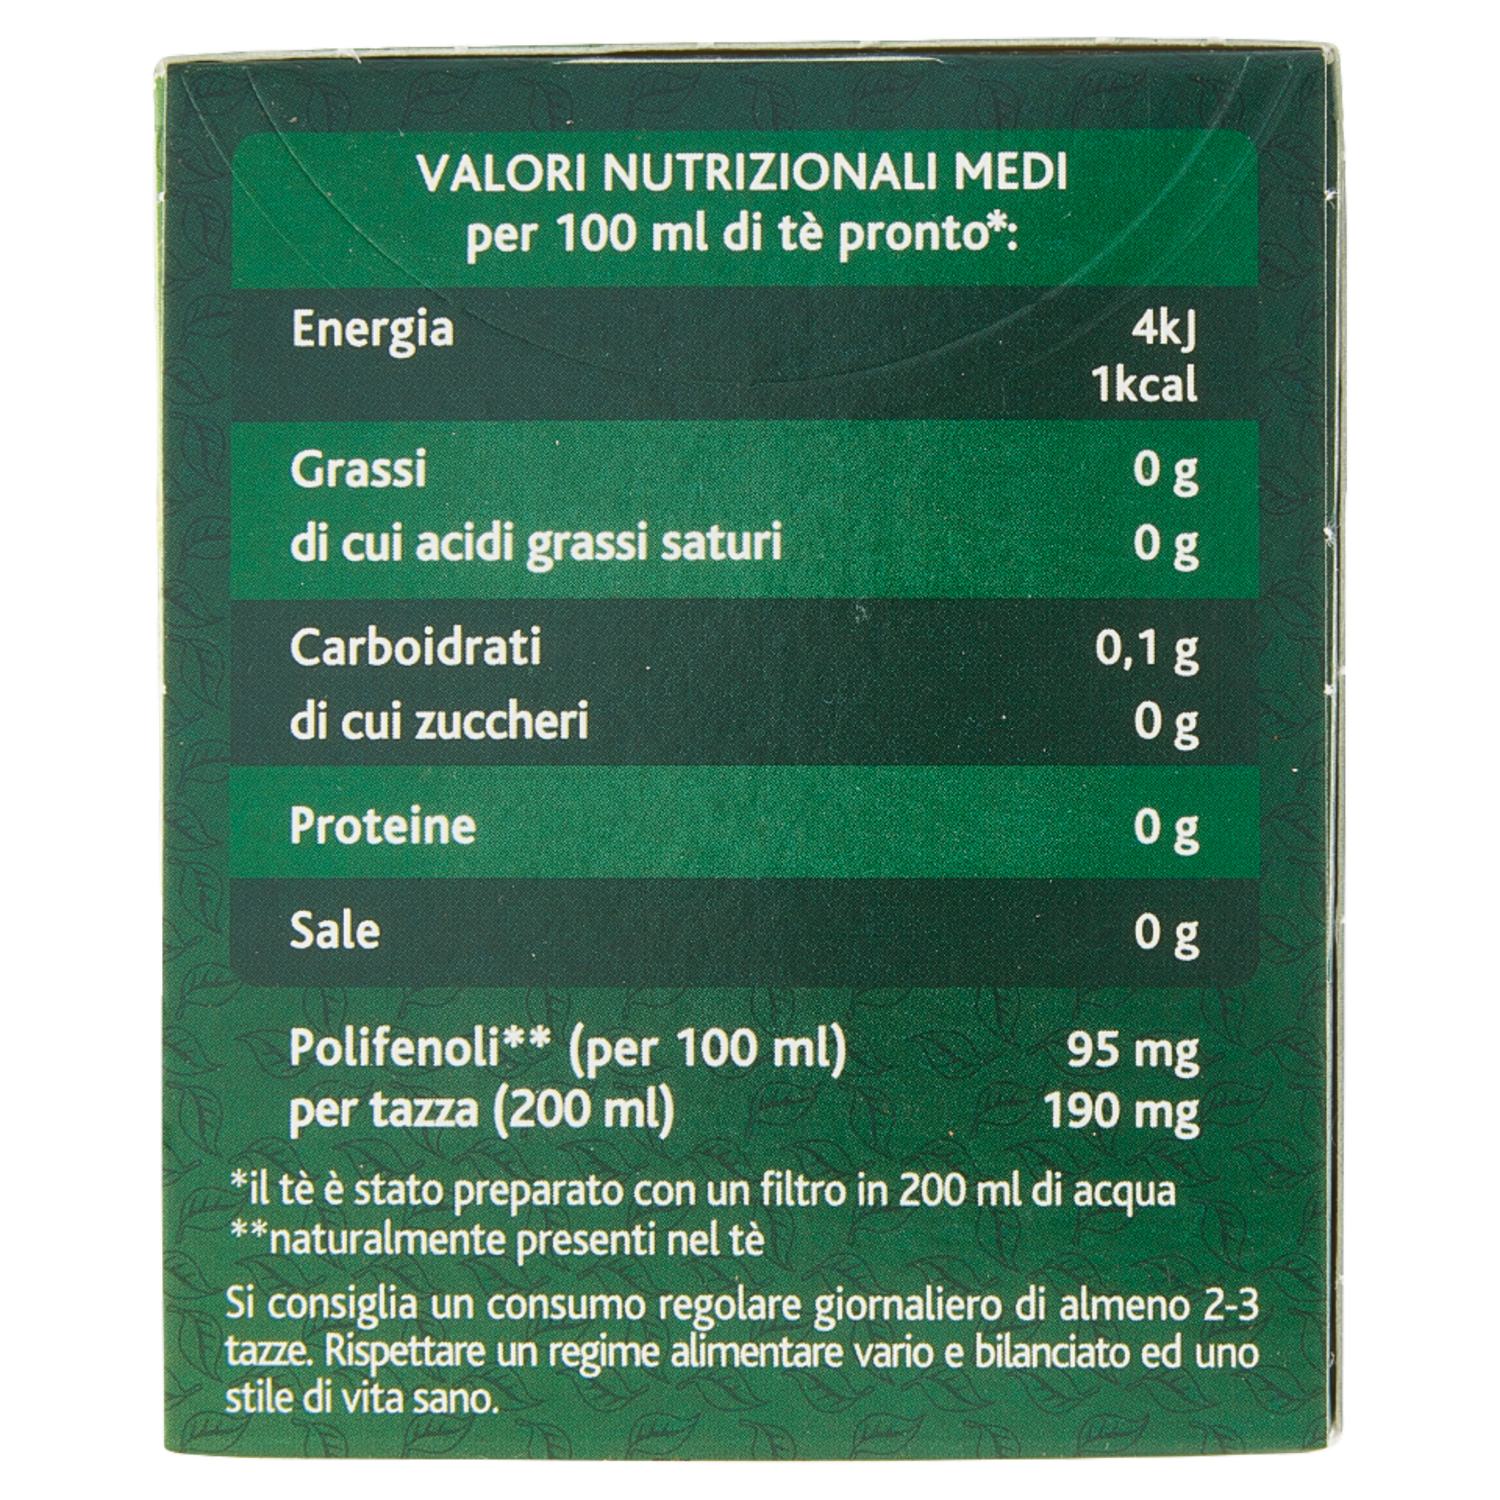 VALORI NUTRIZIONALI MEDI
per 100 ml di tè pronto*:
Energia 4kJ
1kcal
Grassi 0 g
di cui acidi grassi saturi 0 g
Carboidrati 0,1 g
di cui zuccheri 0 g
Proteine 0 g
Sale 0 g
Polifenoli** (per 100 ml) 95 mg
per tazza (200 ml) 190 mg
*il tè è stato preparato con un filtro in 200 ml di acqua
**naturalmente presenti nel tè
Si consiglia un consumo regolare giornaliero di almeno 2-3
tazze. Rispettare un regime alimentare vario e bilanciato ed uno
stile di vita sano.